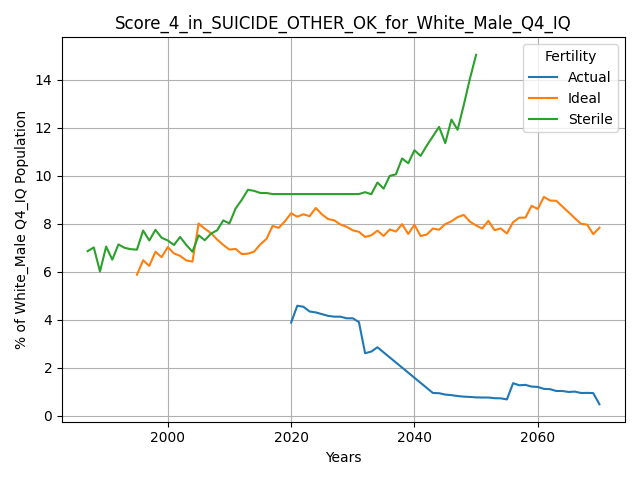 Score_4_in_SUICIDE_OTHER_OK_for_White_Male_Q4_IQ
% of White_Male Q4_IQ Population
14
12
10
8
6
4
2
0
Fertility
Actual
Ideal
Sterile
2000
2020
2040
2060
Years